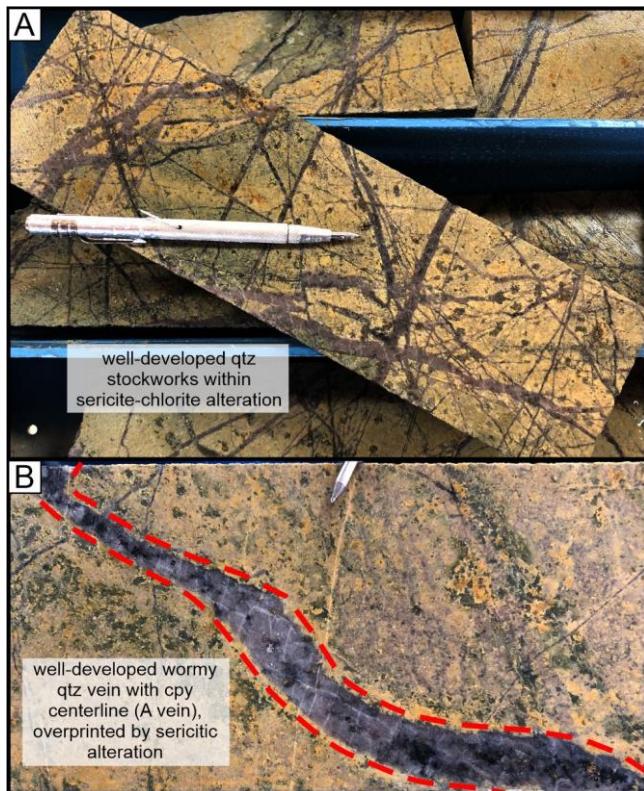 A
well-developed qtz
stockworks within
sericite-chlorite alteration
B
well-developed wormy
qtz vein with cpy
centerline (A vein),
overprinted by sericitic
alteration